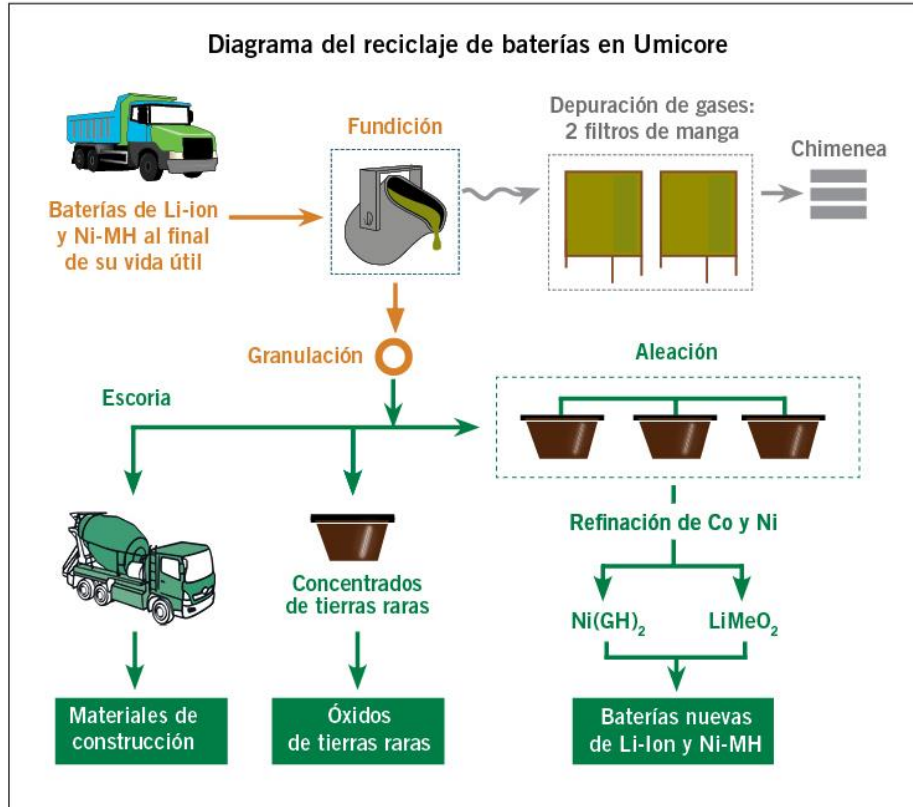 Diagrama del reciclaje de baterías en Umicore
Fundición
Depuración de gases:
2 filtros de manga
Chimenea
Baterías de Li-ion
y Ni-MH al final
de su vida útil
Granulación
Aleación
Escoria
Refinación de Co y Ni
Concentrados
de tierras raras
Ni(GH)₂
LiMeO₂
Materiales de
construcción
Óxidos
de tierras raras
Baterías nuevas
de Li-Ion y Ni-MH